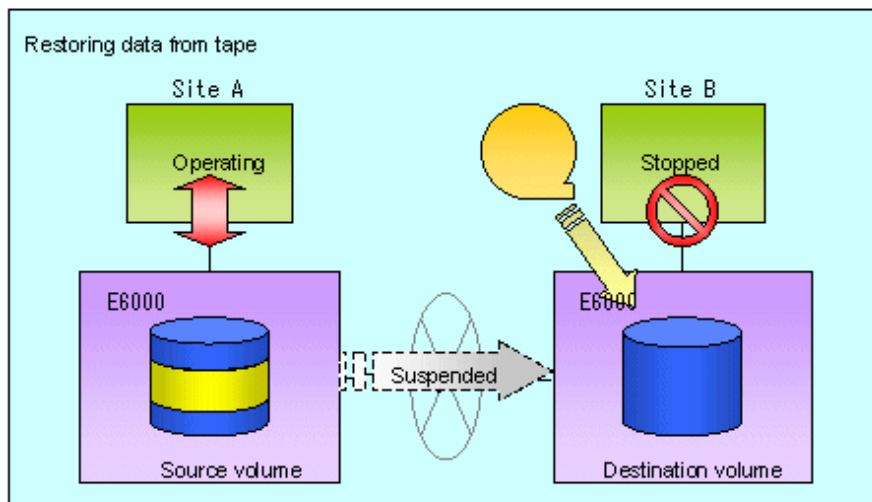 Restoring data from tape
Site A
Site B
Operating
Stopped
E6000
E6000
Suspended
Source volume
Destination volume